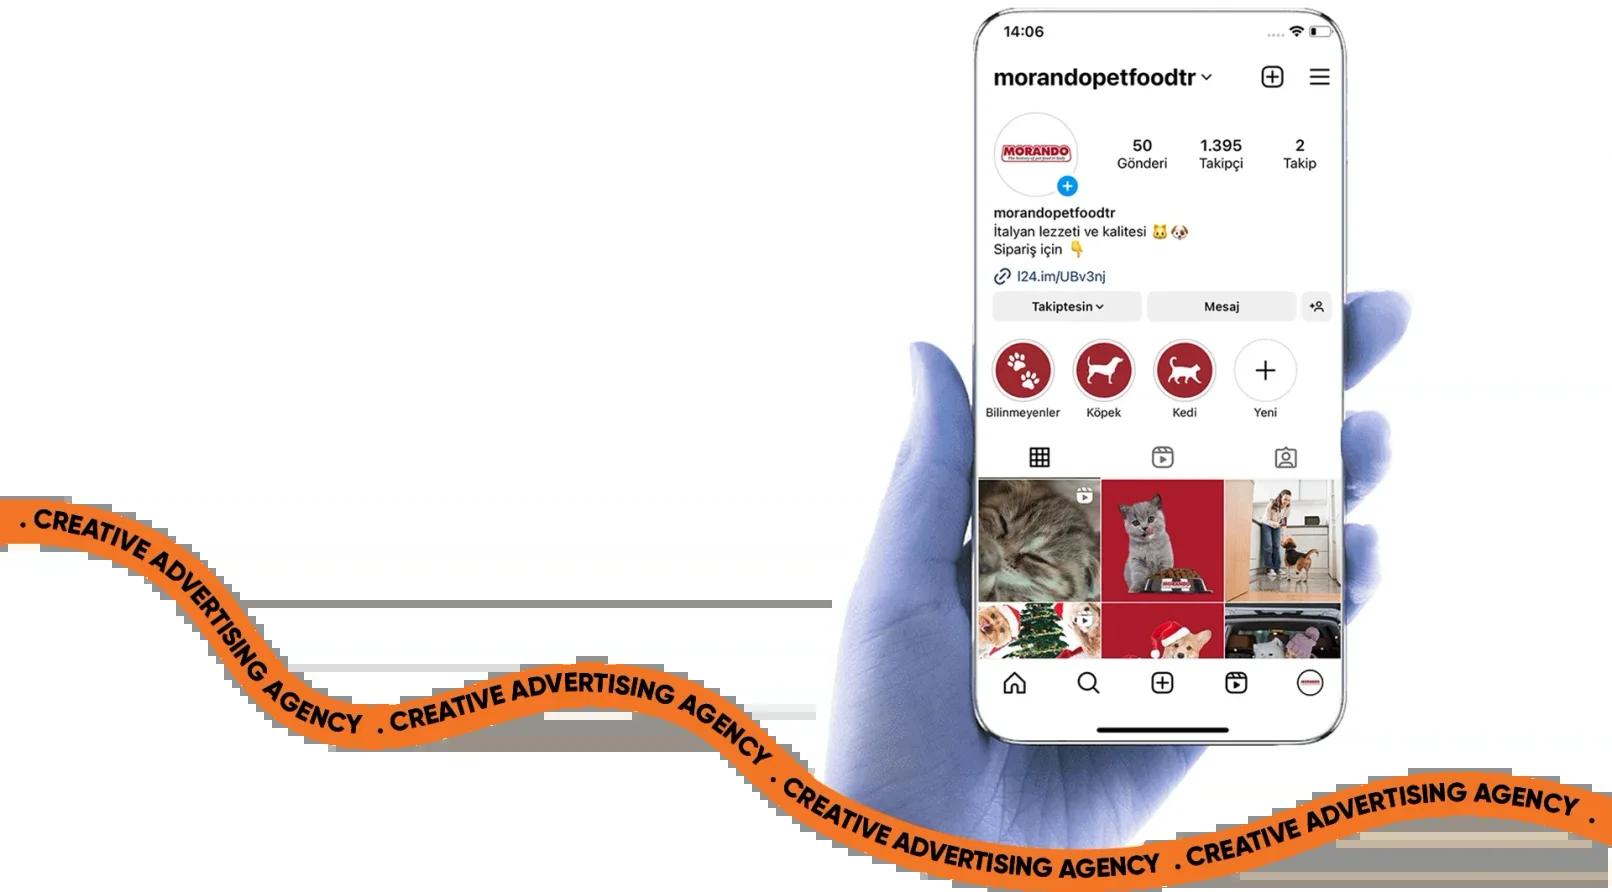 14:06
morandopetfoodtr
MORANDO
50
Gönderi
1.395
Takipçi
2
Takip
morandopetfoodtr
İtalyan lezzeti ve kalitesi 🐱🐶
Sipariş için 👇
l24.im/UBv3nj
Takiptesin
Mesaj
Bilinmeyenler
Köpek
Kedi
Yeni
MORANDO
MORANDO
. CREATIVE ADVERTISING AGENCY . CREATIVE ADVERTISING AGENCY . CREATIVE ADVERTISING AGENCY . CREATIVE ADVERTISING AGENCY .